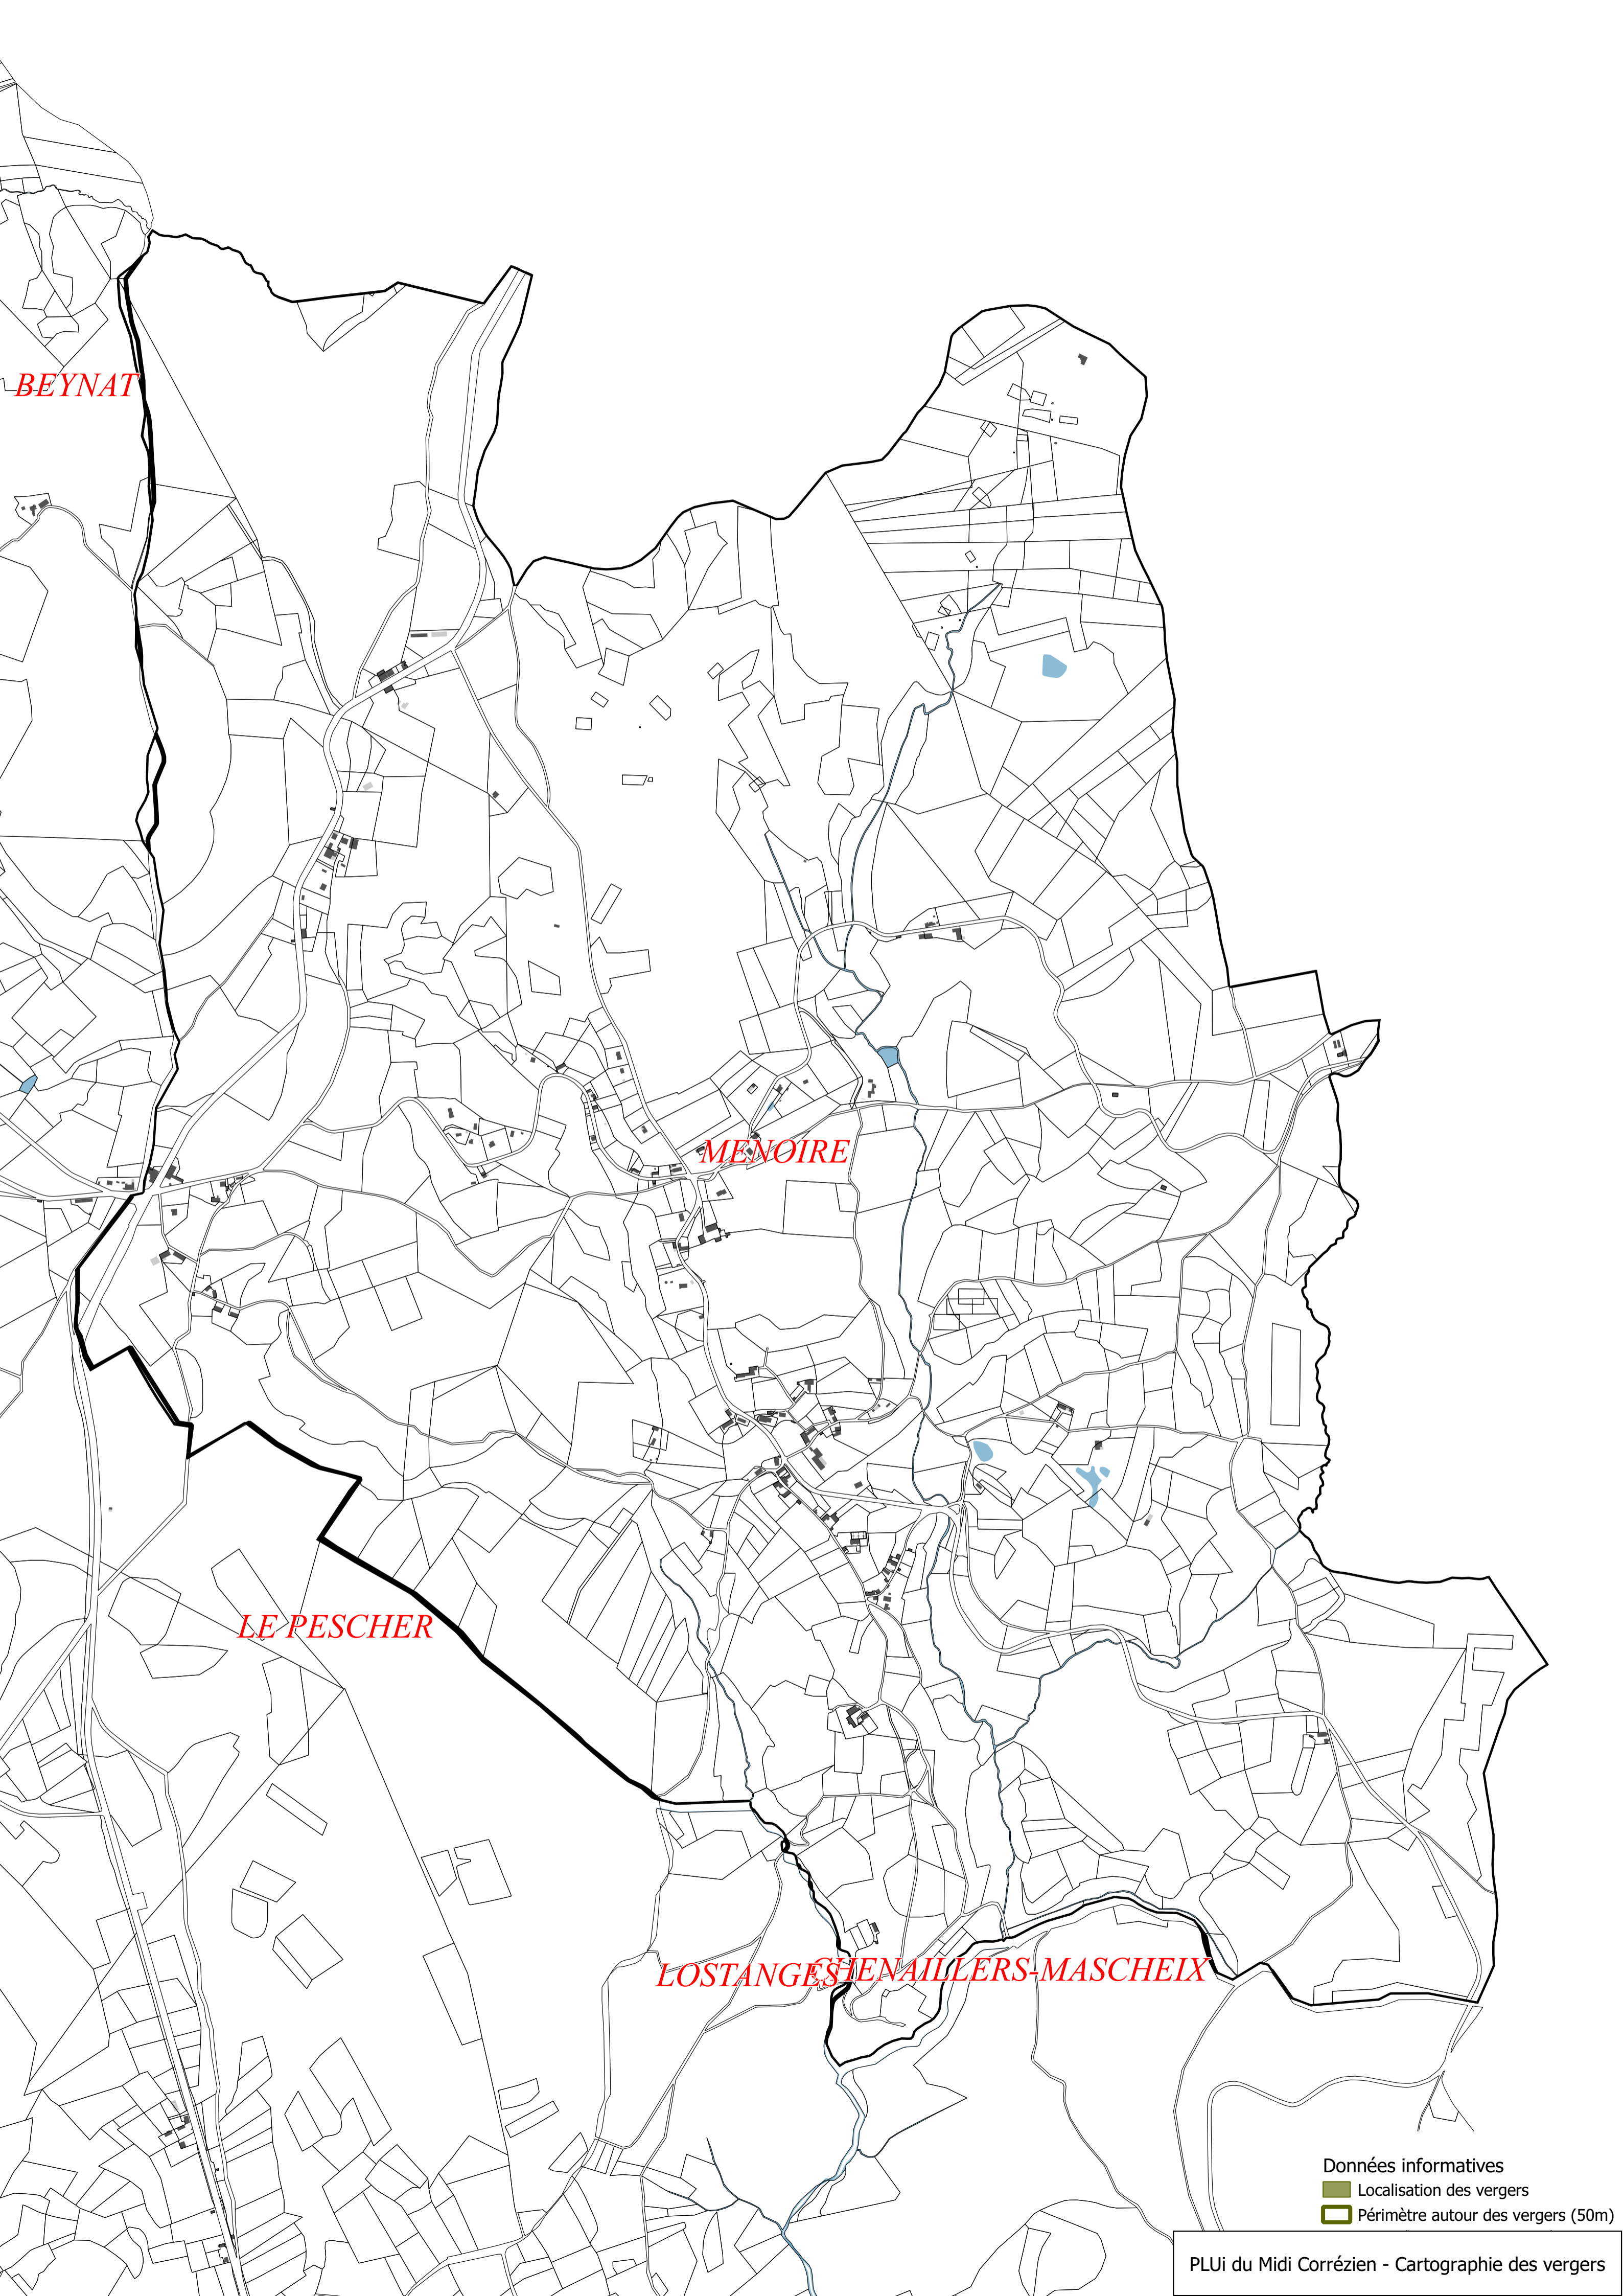 BEYNAT
MENOIRE
LE PESCHER
LOSTANGES
CHENAILLERS-MASCHEIX
Données informatives
Localisation des vergers
Périmètre autour des vergers (50m)
PLUi du Midi Corrézien - Cartographie des vergers